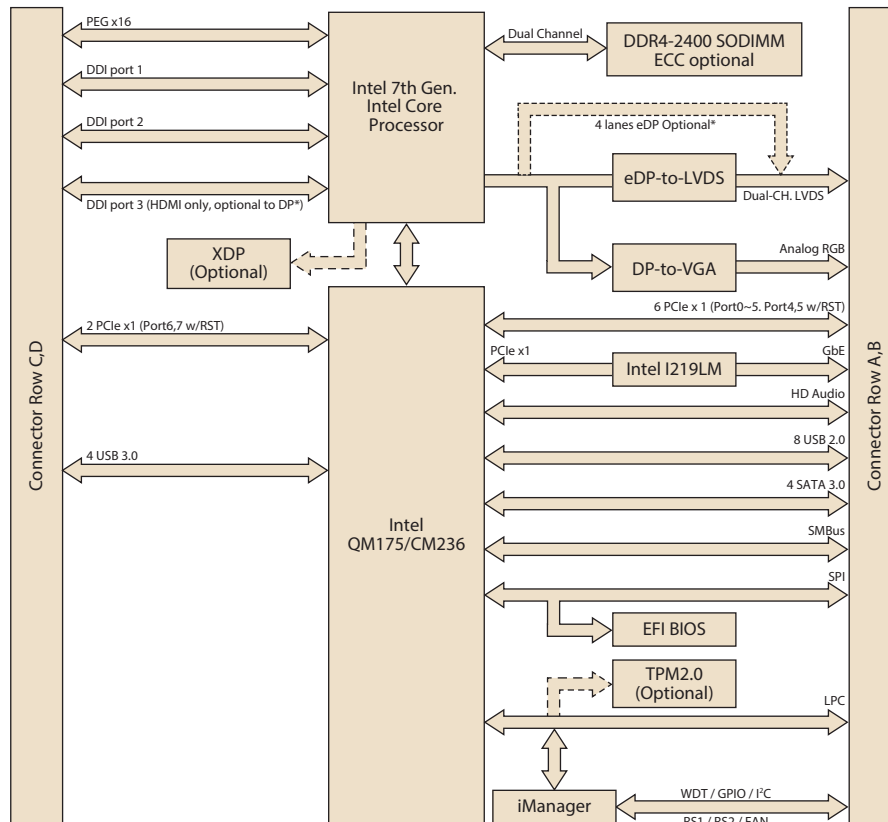 PEG x16
DDI port 1
DDI port 2
DDI port 3 (HDMI only, optional to DP*)
Intel 7th Gen.
Intel Core
Processor
Dual Channel
DDR4-2400 SODIMM
ECC optional
4 lanes eDP Optional*
eDP-to-LVDS
Dual-CH. LVDS
XDP
(Optional)
DP-to-VGA
Analog RGB
Connector Row C,D
Connector Row A,B
2 PCIe x1 (Port6,7 w/RST)
4 USB 3.0
Intel
QM175/CM236
6 PCIe x 1 (Port0~5. Port4,5 w/RST)
PCIe x1
Intel I219LM
GbE
HD Audio
8 USB 2.0
4 SATA 3.0
SMBus
SPI
EFI BIOS
TPM2.0
(Optional)
LPC
iManager
WDT / GPIO / I²C
RS1 / RS2 / FAN